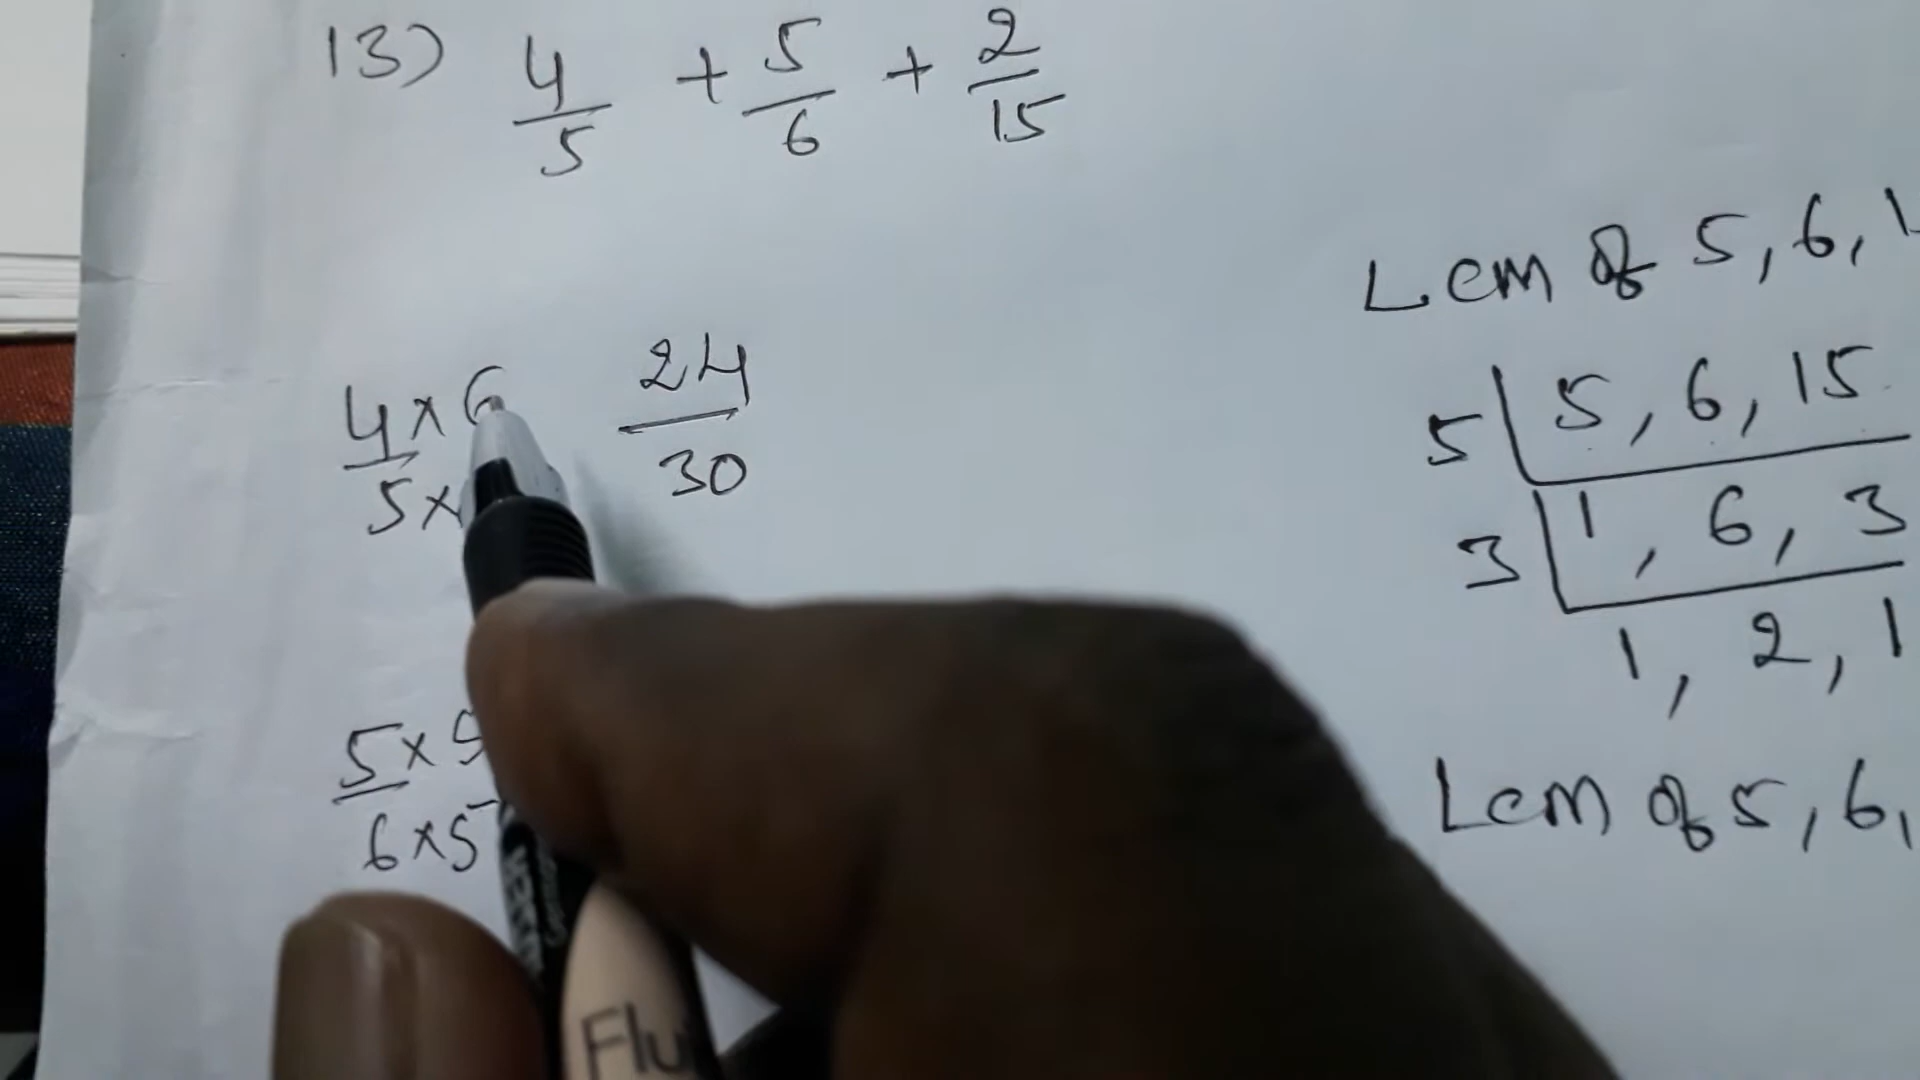 13) 4/5 + 5/6 + 2/15
Lcm of 5, 6, 1
4 × 6 24
5 × 30
5 | 5, 6, 15
3 | 1, 6, 3
1, 2, 1
5 × 5
6 × 5
Lcm of 5, 6,
Flu